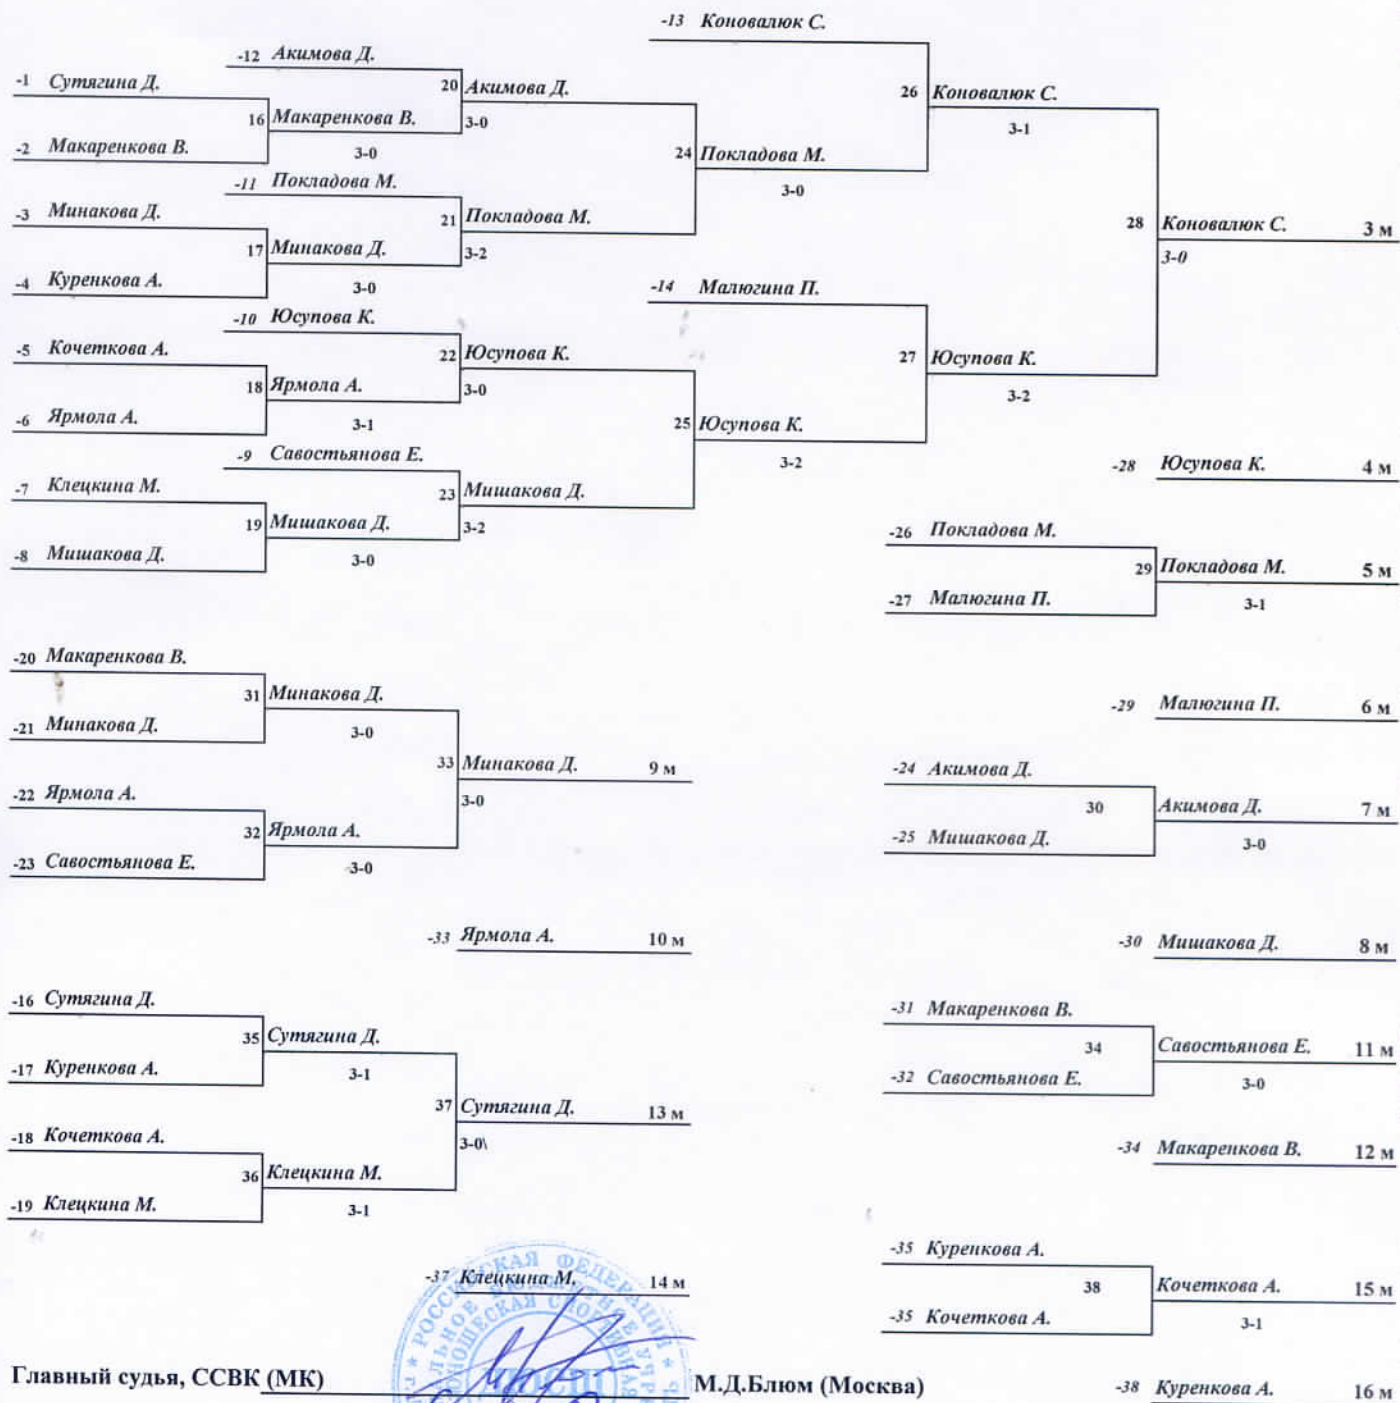 -13 Коновалюк С.
-12 Акимова Д.
-1 Сутягина Д.
20 Акимова Д.
26 Коновалюк С.
16 Макаренкова В.
3-0
3-1
-2 Макаренкова В.
3-0
24 Покладова М.
-11 Покладова М.
3-0
-3 Минакова Д.
21 Покладова М.
28 Коновалюк С. 3 м
17 Минакова Д.
3-2
3-0
-4 Куренкова А.
3-0
-14 Малюгина П.
-10 Юсупова К.
-5 Кочеткова А.
22 Юсупова К.
27 Юсупова К.
18 Ярмола А.
3-0
3-2
-6 Ярмола А.
3-1
25 Юсупова К.
-9 Савостьянова Е.
3-2
-28 Юсупова К. 4 м
-7 Клецкина М.
23 Мишакова Д.
19 Мишакова Д.
3-2
-26 Покладова М.
-8 Мишакова Д.
3-0
29 Покладова М. 5 м
-27 Малюгина П.
3-1
-20 Макаренкова В.
31 Минакова Д.
-29 Малюгина П. 6 м
-21 Минакова Д.
3-0
33 Минакова Д. 9 м
-24 Акимова Д.
-22 Ярмола А.
3-0
30 Акимова Д. 7 м
32 Ярмола А.
-25 Мишакова Д.
3-0
-23 Савостьянова Е.
3-0
-33 Ярмола А. 10 м
-30 Мишакова Д. 8 м
-16 Сутягина Д.
-31 Макаренкова В.
35 Сутягина Д.
34 Савостьянова Е. 11 м
-17 Куренкова А.
3-1
-32 Савостьянова Е.
3-0
37 Сутягина Д. 13 м
-18 Кочеткова А.
3-0\
-34 Макаренкова В. 12 м
36 Клецкина М.
-19 Клецкина М.
3-1
-35 Куренкова А.
-37 Клецкина М. 14 м
38 Кочеткова А. 15 м
-35 Кочеткова А.
3-1
РОССИЙСКАЯ ФЕДЕРАЦИЯ
Главный судья, ССВК (МК) М.Д.Блюм (Москва)
-38 Куренкова А. 16 м